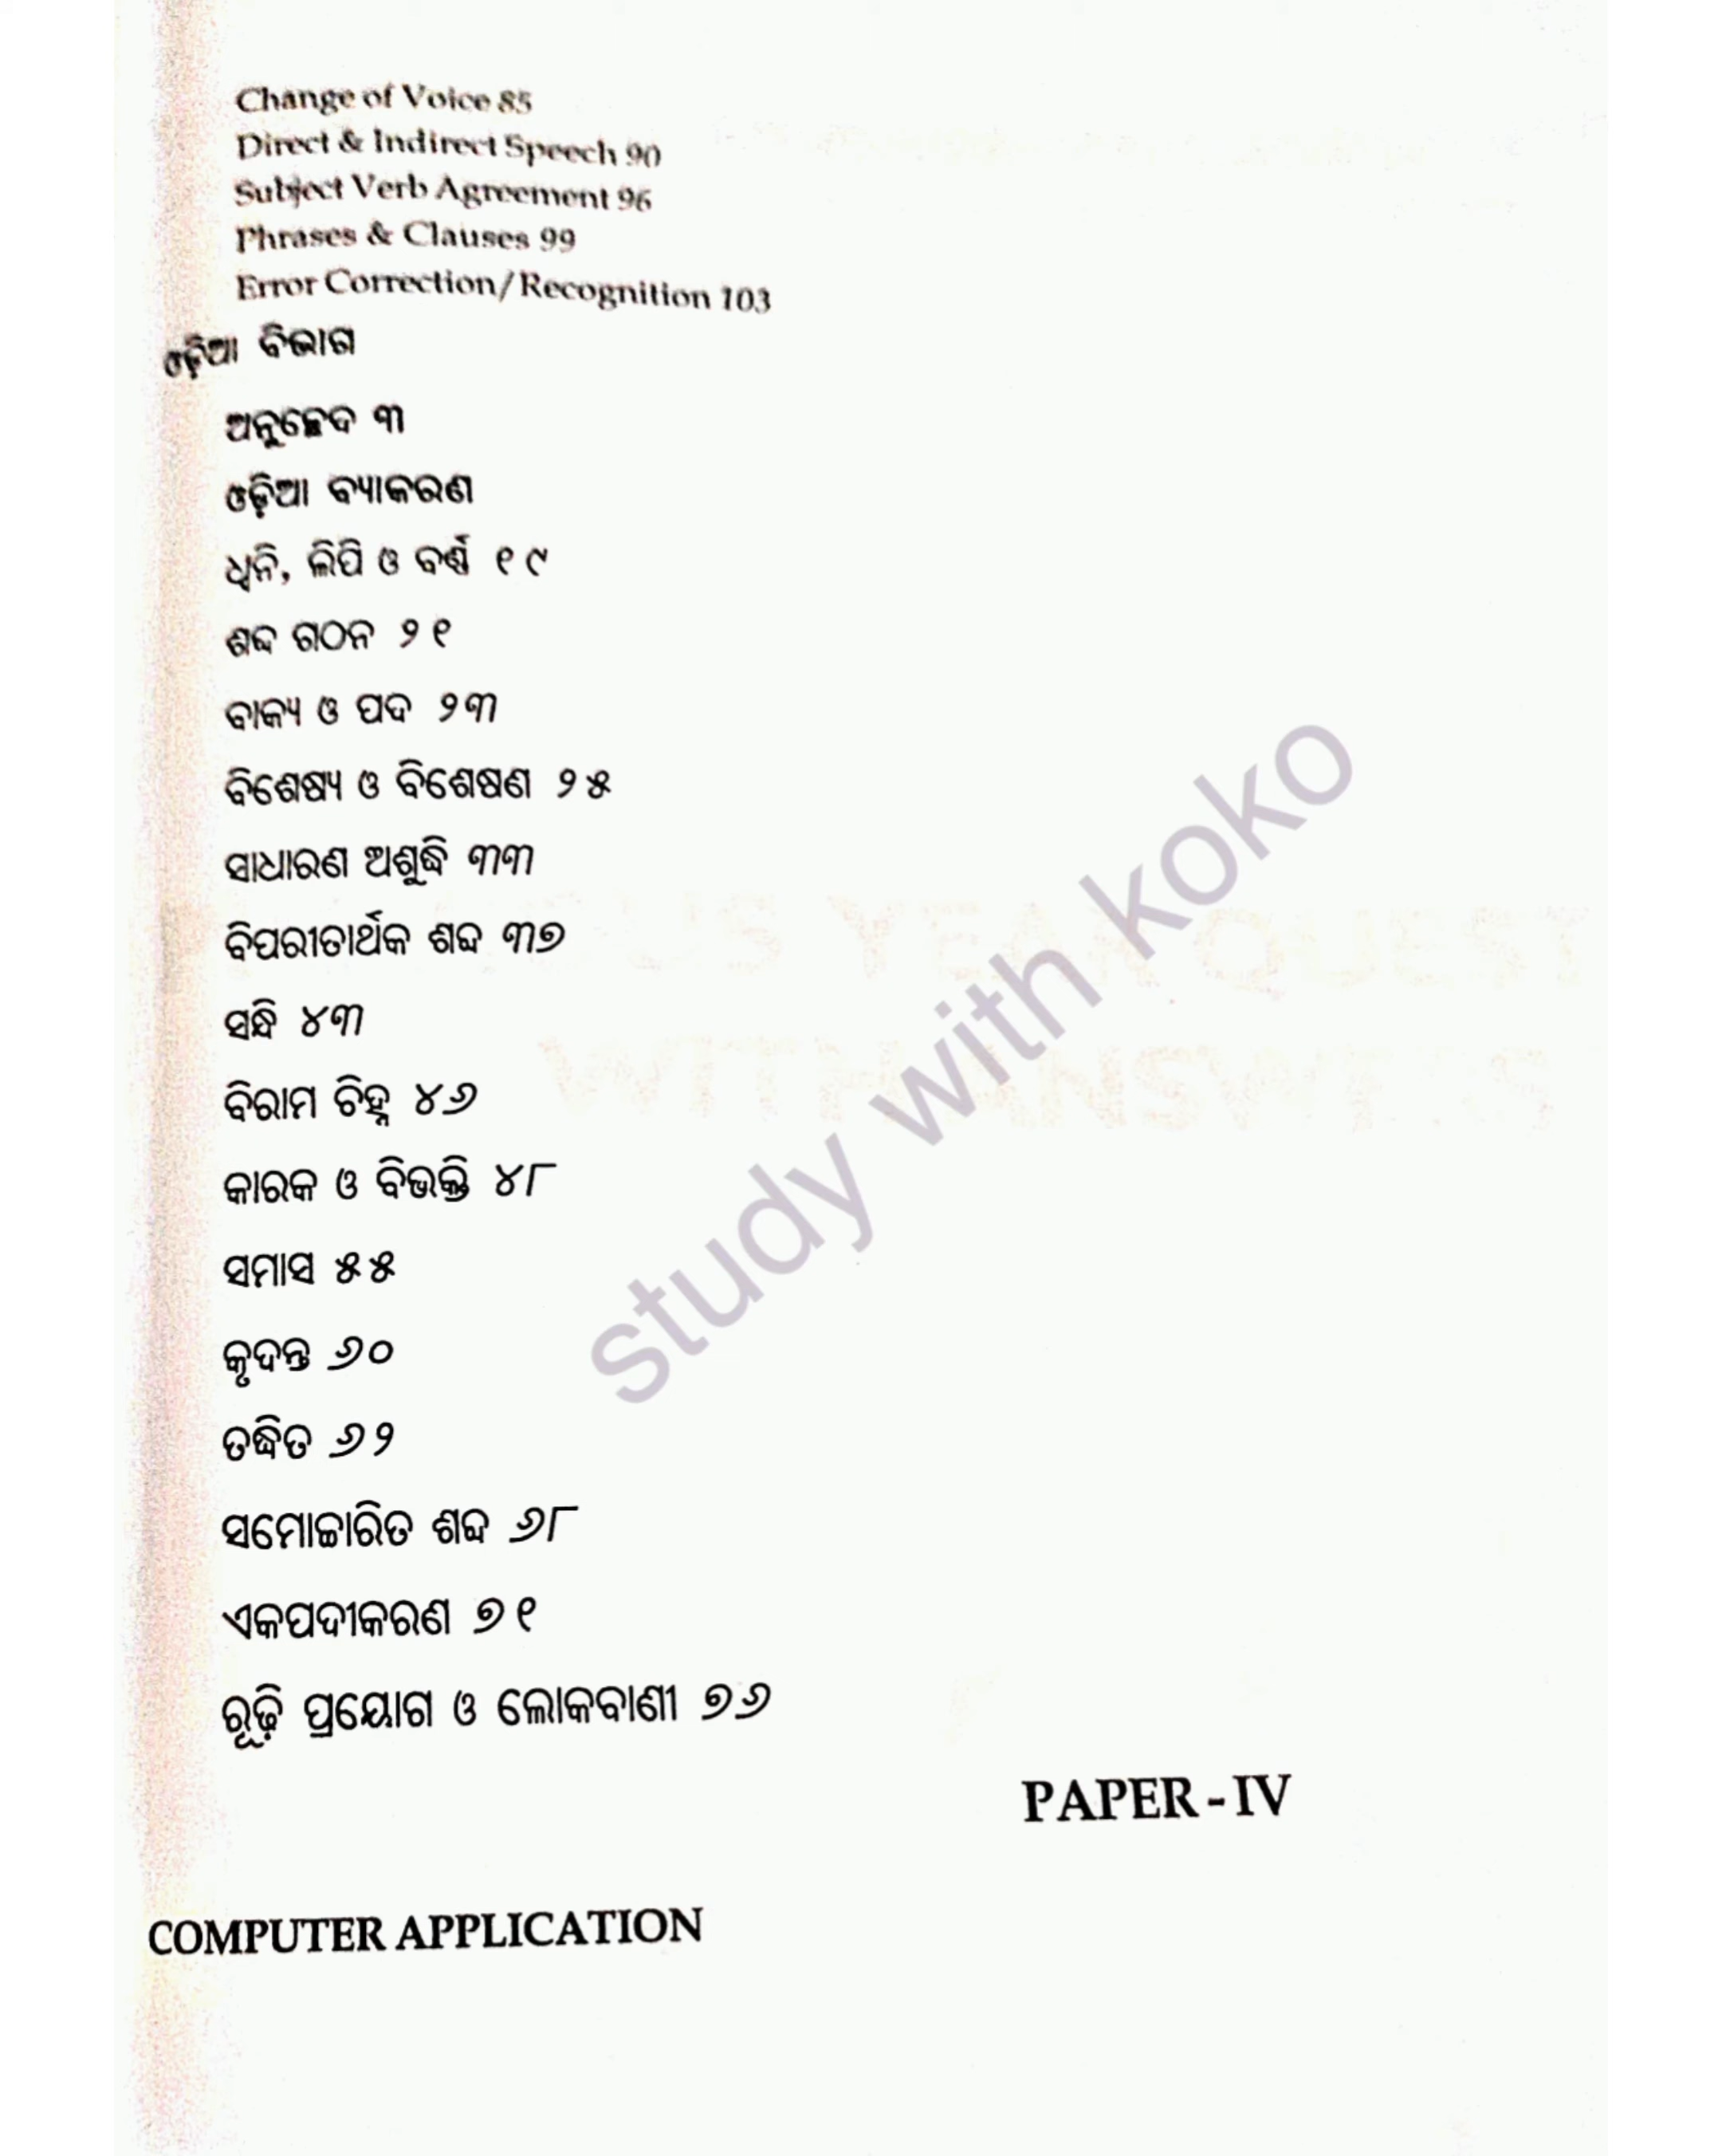 Change of Voice 85
Direct & Indirect Speech 90
Subject Verb Agreement 96
Phrases & Clauses 99
Error Correction/Recognition 103
ଓଡ଼ିଆ ବିଭାଗ
ଅନୁଚ୍ଛେଦ ୩
ଓଡ଼ିଆ ବ୍ୟାକରଣ
ଧ୍ୱନି, ଲିପି ଓ ବର୍ଣ୍ଣ ୧୯
ଶବ୍ଦ ଗଠନ ୨୧
ବାକ୍ୟ ଓ ପଦ ୨୩
ବିଶେଷ୍ୟ ଓ ବିଶେଷଣ ୨୫
ସାଧାରଣ ଅଶୁଦ୍ଧି ୩୩
ବିପରୀତାର୍ଥକ ଶବ୍ଦ ୩୭
ସନ୍ଧି ୪୩
ବିରାମ ଚିହ୍ନ ୪୬
କାରକ ଓ ବିଭକ୍ତି ୪୮
ସମାସ ୫୫
କୃଦନ୍ତ ୬୦
ତଦ୍ଧିତ ୬୨
ସମୋଚ୍ଚାରିତ ଶବ୍ଦ ୬୮
ଏକପଦୀକରଣ ୭୧
ରୂଢ଼ି ପ୍ରୟୋଗ ଓ ଲୋକବାଣୀ ୭୬
PAPER - IV
COMPUTER APPLICATION
study with koko